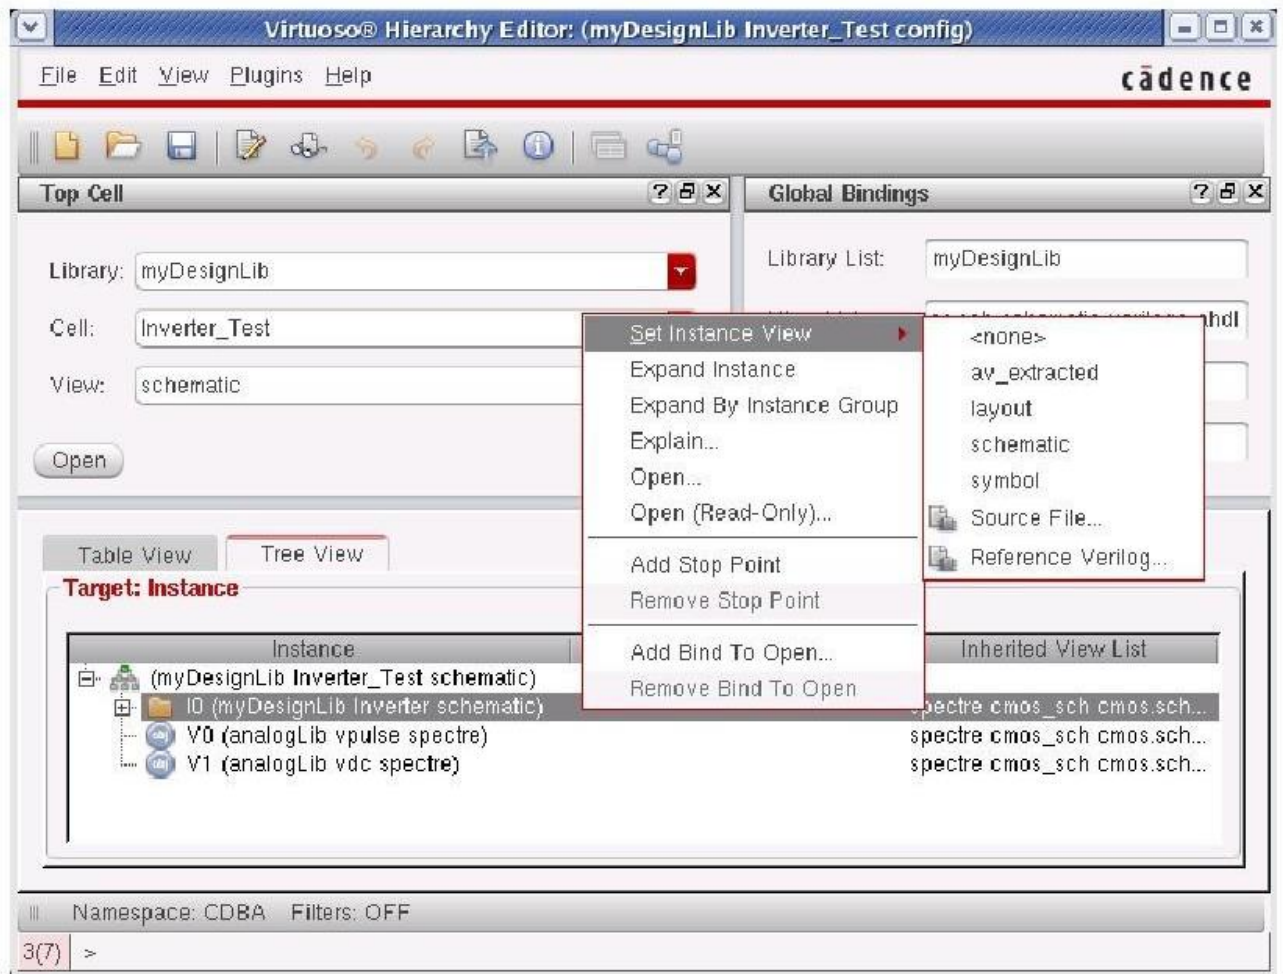 Virtuoso® Hierarchy Editor: (myDesignLib Inverter_Test config)
File Edit View Plugins Help
cādence
Top Cell
Global Bindings
Library: myDesignLib
Library List: myDesignLib
Cell: Inverter_Test
View: schematic
Open
Set Instance View
Expand Instance
Expand By Instance Group
Explain...
Open...
Open (Read-Only)...
Add Stop Point
Remove Stop Point
Add Bind To Open...
Remove Bind To Open
<none>
av_extracted
layout
schematic
symbol
Source File...
Reference Verilog...
Table View Tree View
Target: Instance
Instance Inherited View List
(myDesignLib Inverter_Test schematic)
I0 (myDesignLib Inverter schematic) spectre cmos_sch cmos.sch...
V0 (analogLib vpulse spectre) spectre cmos_sch cmos.sch...
V1 (analogLib vdc spectre) spectre cmos_sch cmos.sch...
Namespace: CDBA Filters: OFF
3(7) >